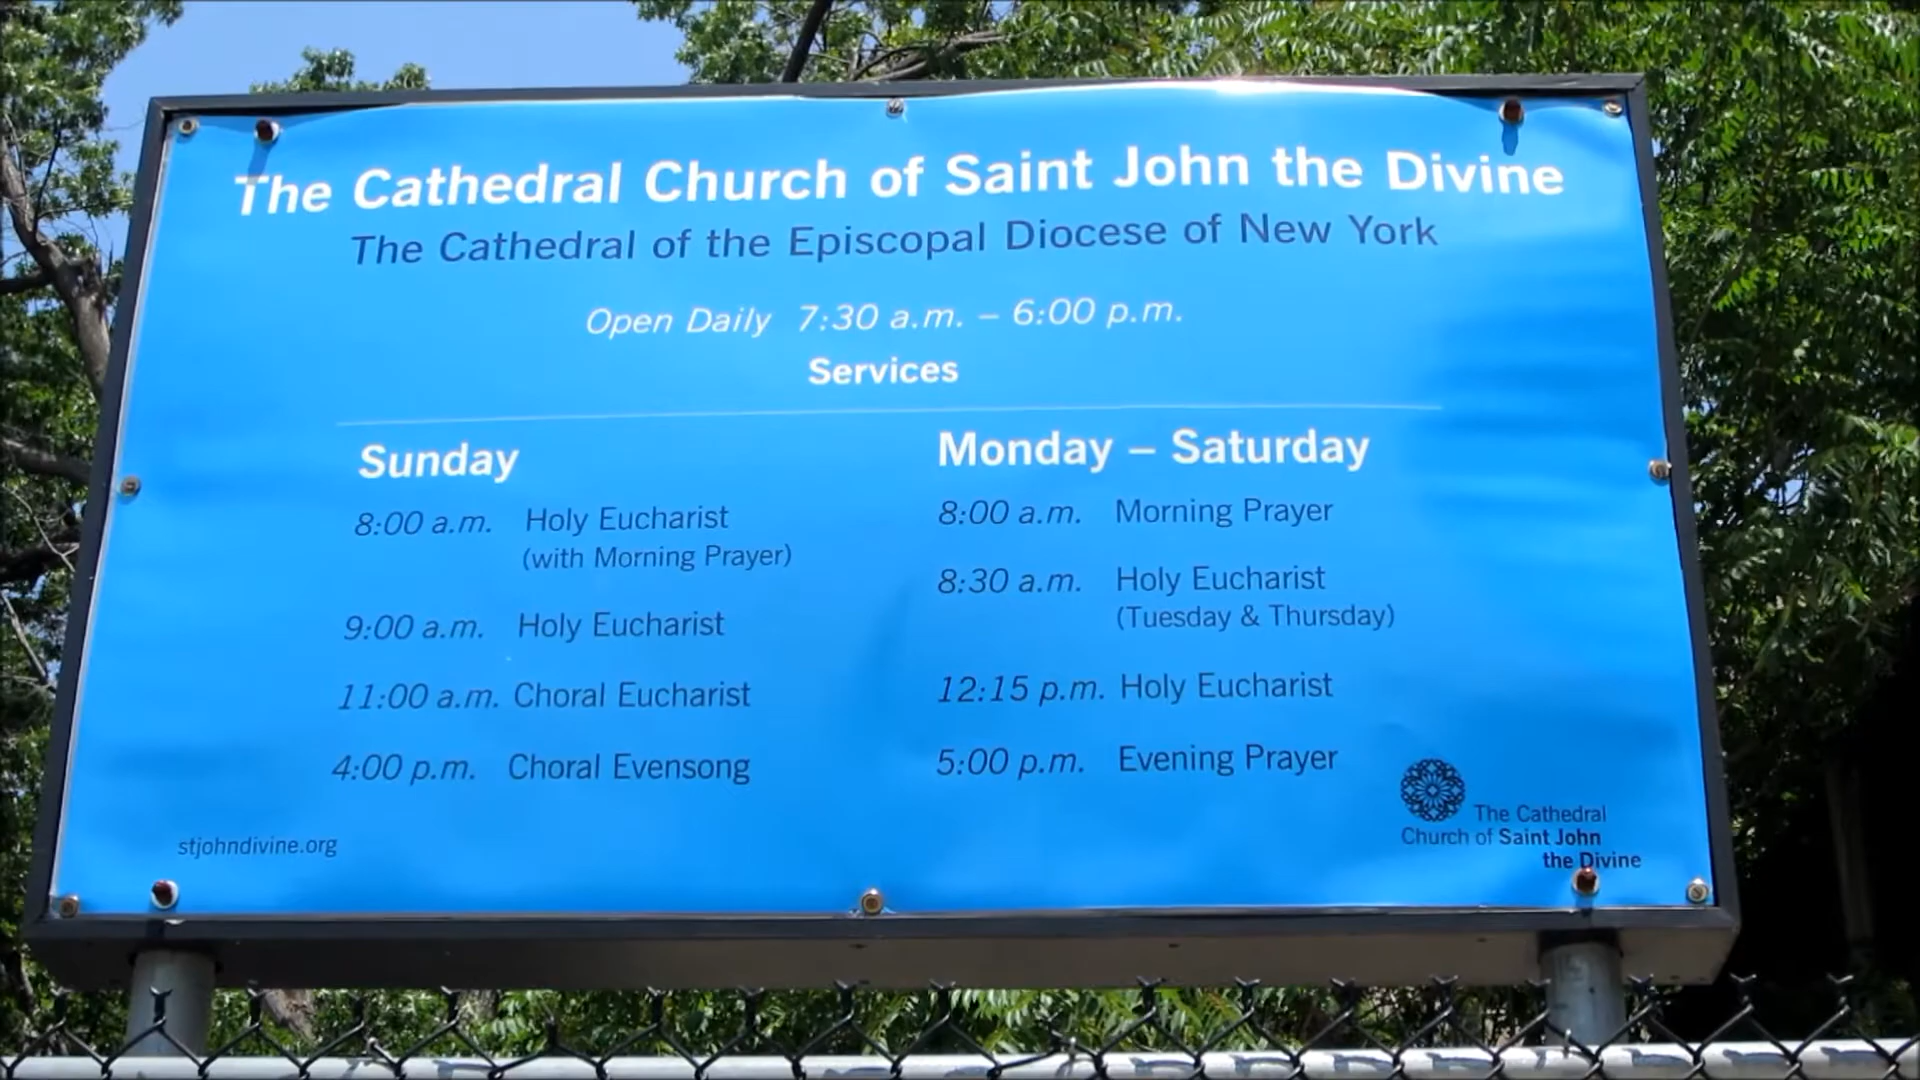 The Cathedral Church of Saint John the Divine
The Cathedral of the Episcopal Diocese of New York
Open Daily 7:30 a.m. – 6:00 p.m.
Services
Sunday
8:00 a.m. Holy Eucharist
(with Morning Prayer)
9:00 a.m. Holy Eucharist
11:00 a.m. Choral Eucharist
4:00 p.m. Choral Evensong
Monday – Saturday
8:00 a.m. Morning Prayer
8:30 a.m. Holy Eucharist
(Tuesday & Thursday)
12:15 p.m. Holy Eucharist
5:00 p.m. Evening Prayer
stjohndivine.org
The Cathedral
Church of Saint John
the Divine